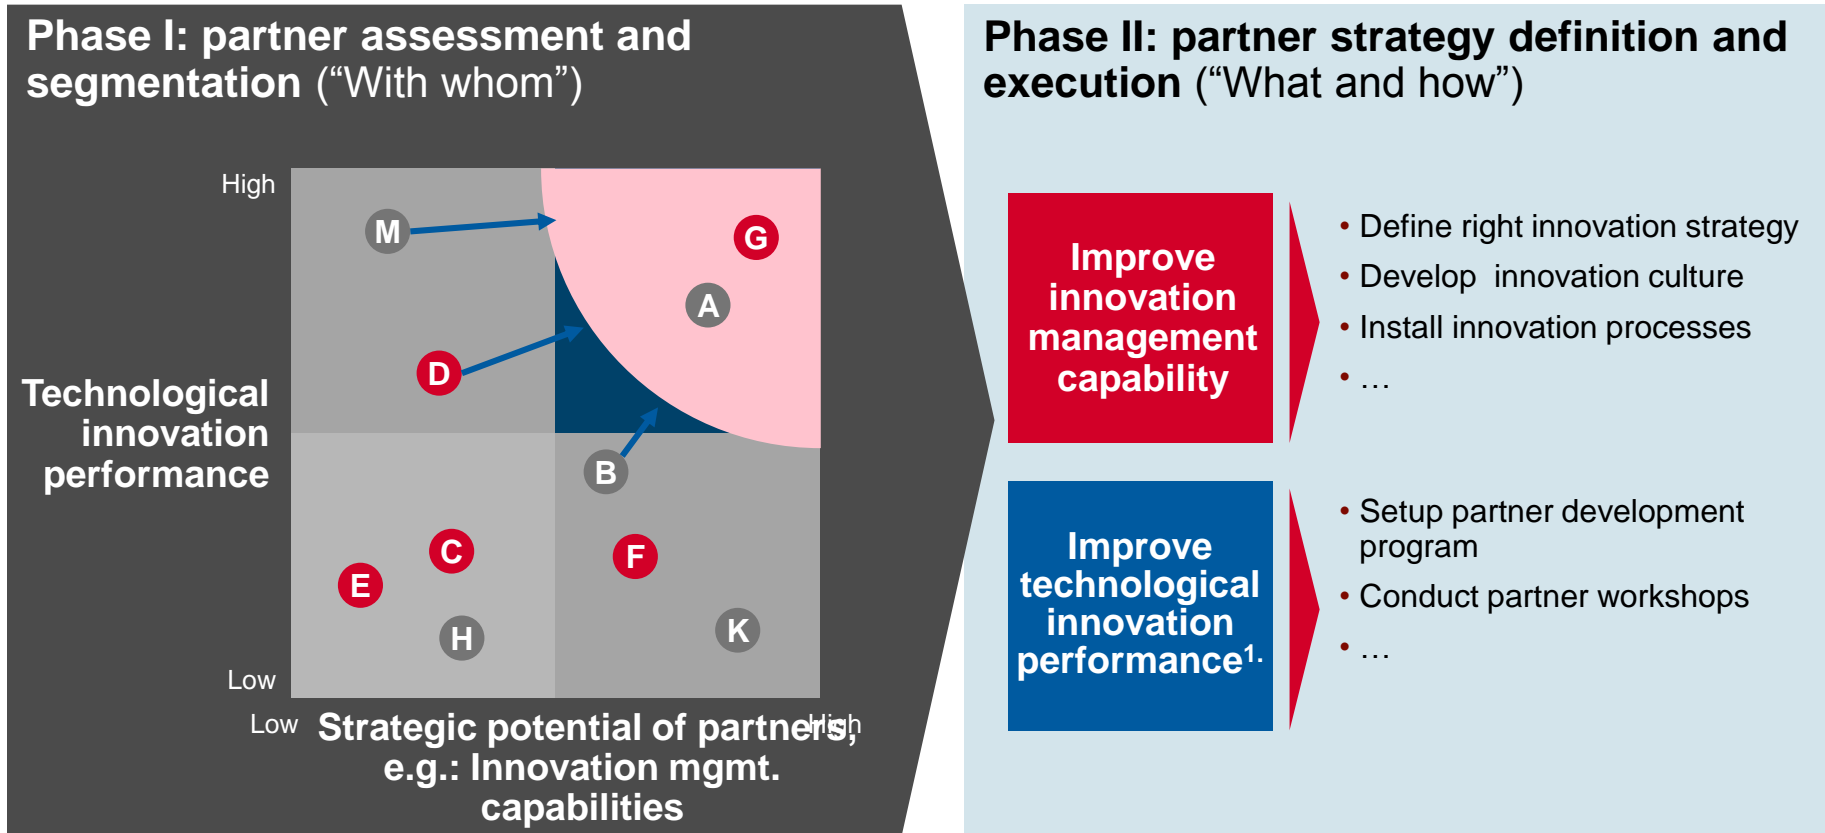 Phase I: partner assessment and
segmentation (“With whom”)
High
M
G
A
D
Technological
innovation
performance
B
C
F
E
H
K
Low
Low
High
Strategic potential of partners,
e.g.: Innovation mgmt.
capabilities
Phase II: partner strategy definition and
execution (“What and how”)
Improve
innovation
management
capability
• Define right innovation strategy
• Develop innovation culture
• Install innovation processes
• …
Improve
technological
innovation
performance¹·
• Setup partner development
program
• Conduct partner workshops
• …